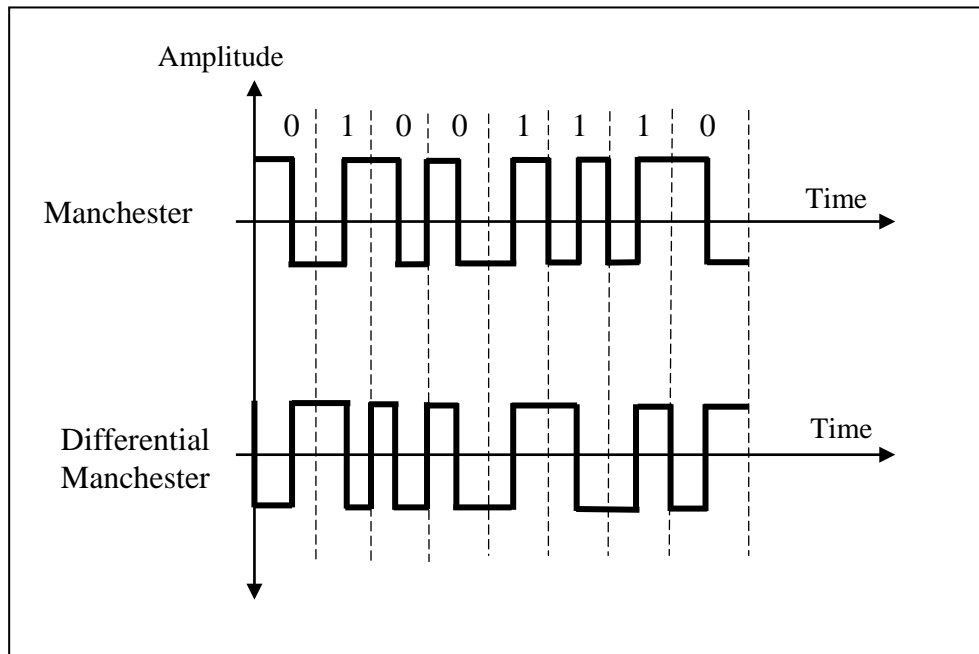 Amplitude
0 1 0 0 1 1 1 0
Time
Manchester
Time
Differential
Manchester